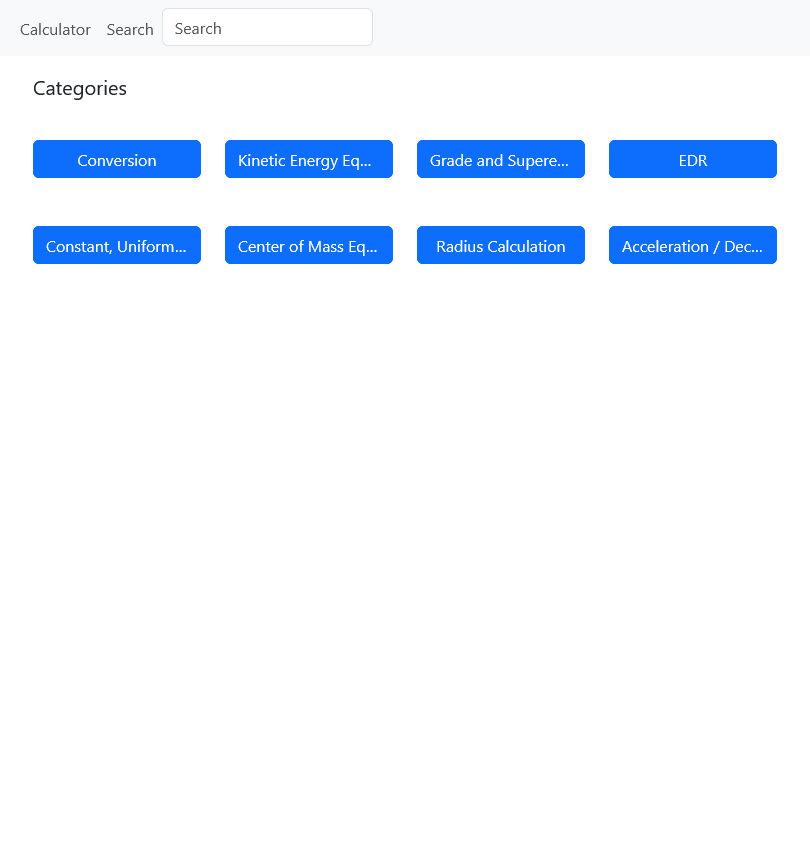 Calculator Search Search
Categories
Conversion Kinetic Energy Eq... Grade and Supere... EDR
Constant, Uniform... Center of Mass Eq... Radius Calculation Acceleration / Dec...